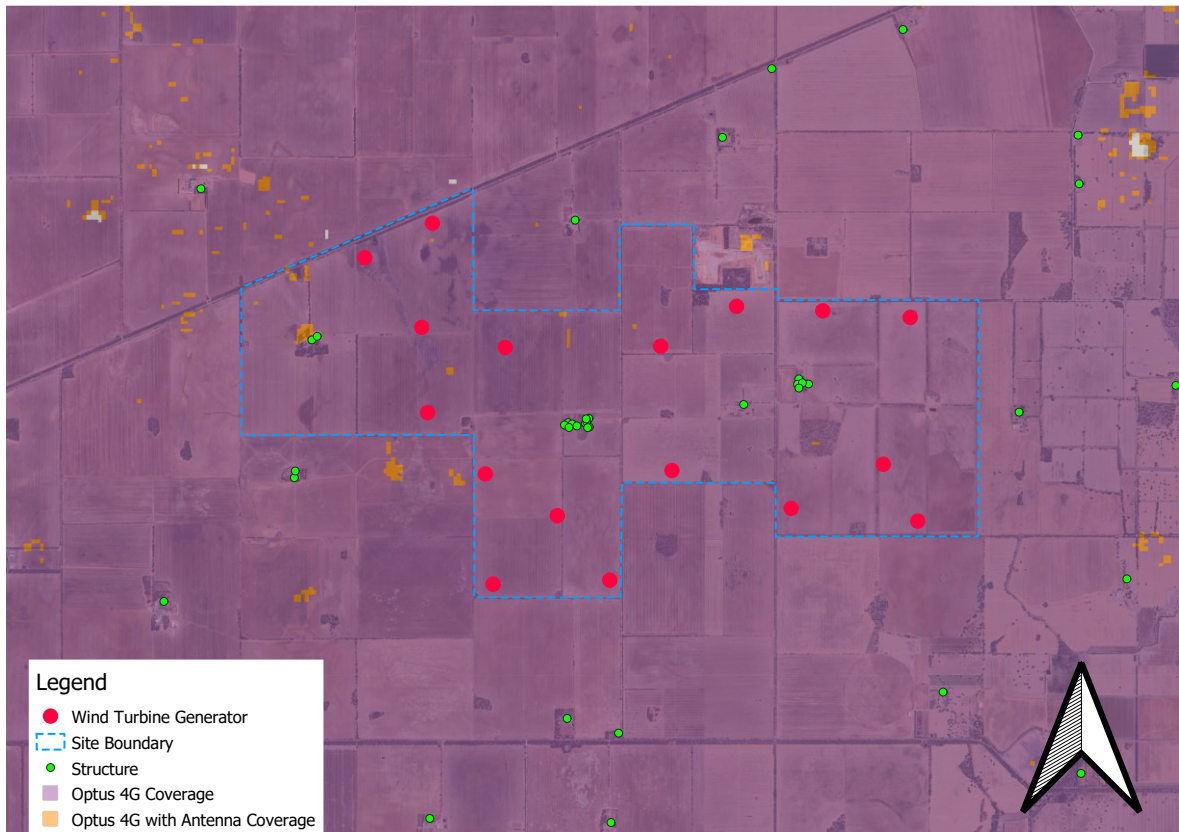 Legend
Wind Turbine Generator
Site Boundary
Structure
Optus 4G Coverage
Optus 4G with Antenna Coverage